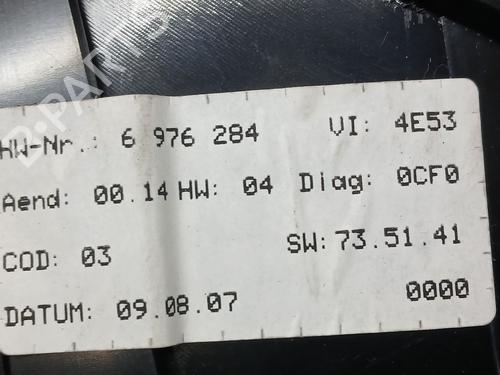 B-PARTS
HW-Nr.: 6 976 284 VI: 4E53
Aend: 00.14 HW: 04 Diag: 0CF0
COD: 03 SW: 73.51.41
DATUM: 09.08.07 0000